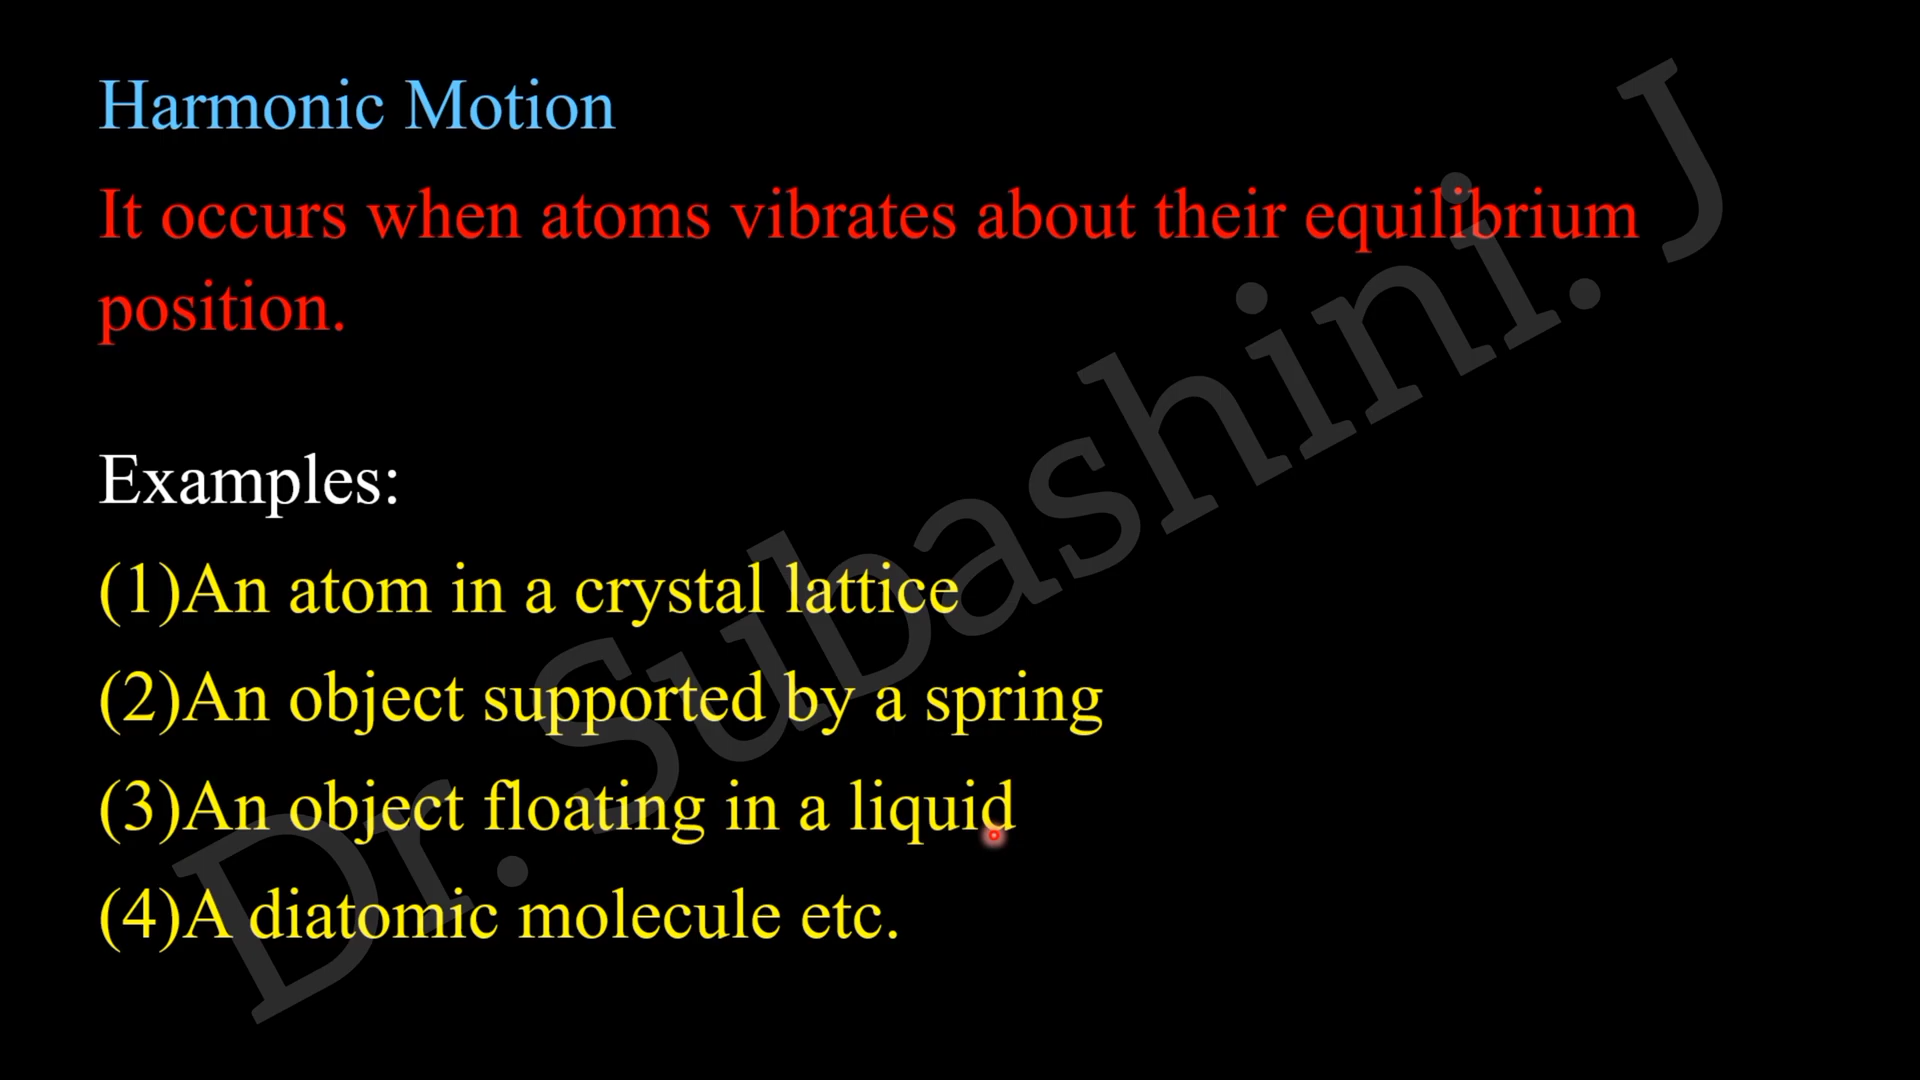 Harmonic Motion
It occurs when atoms vibrates about their equilibrium
position.
Examples:
(1)An atom in a crystal lattice
(2)An object supported by a spring
(3)An object floating in a liquid
(4)A diatomic molecule etc.
Dr. Subashini. J